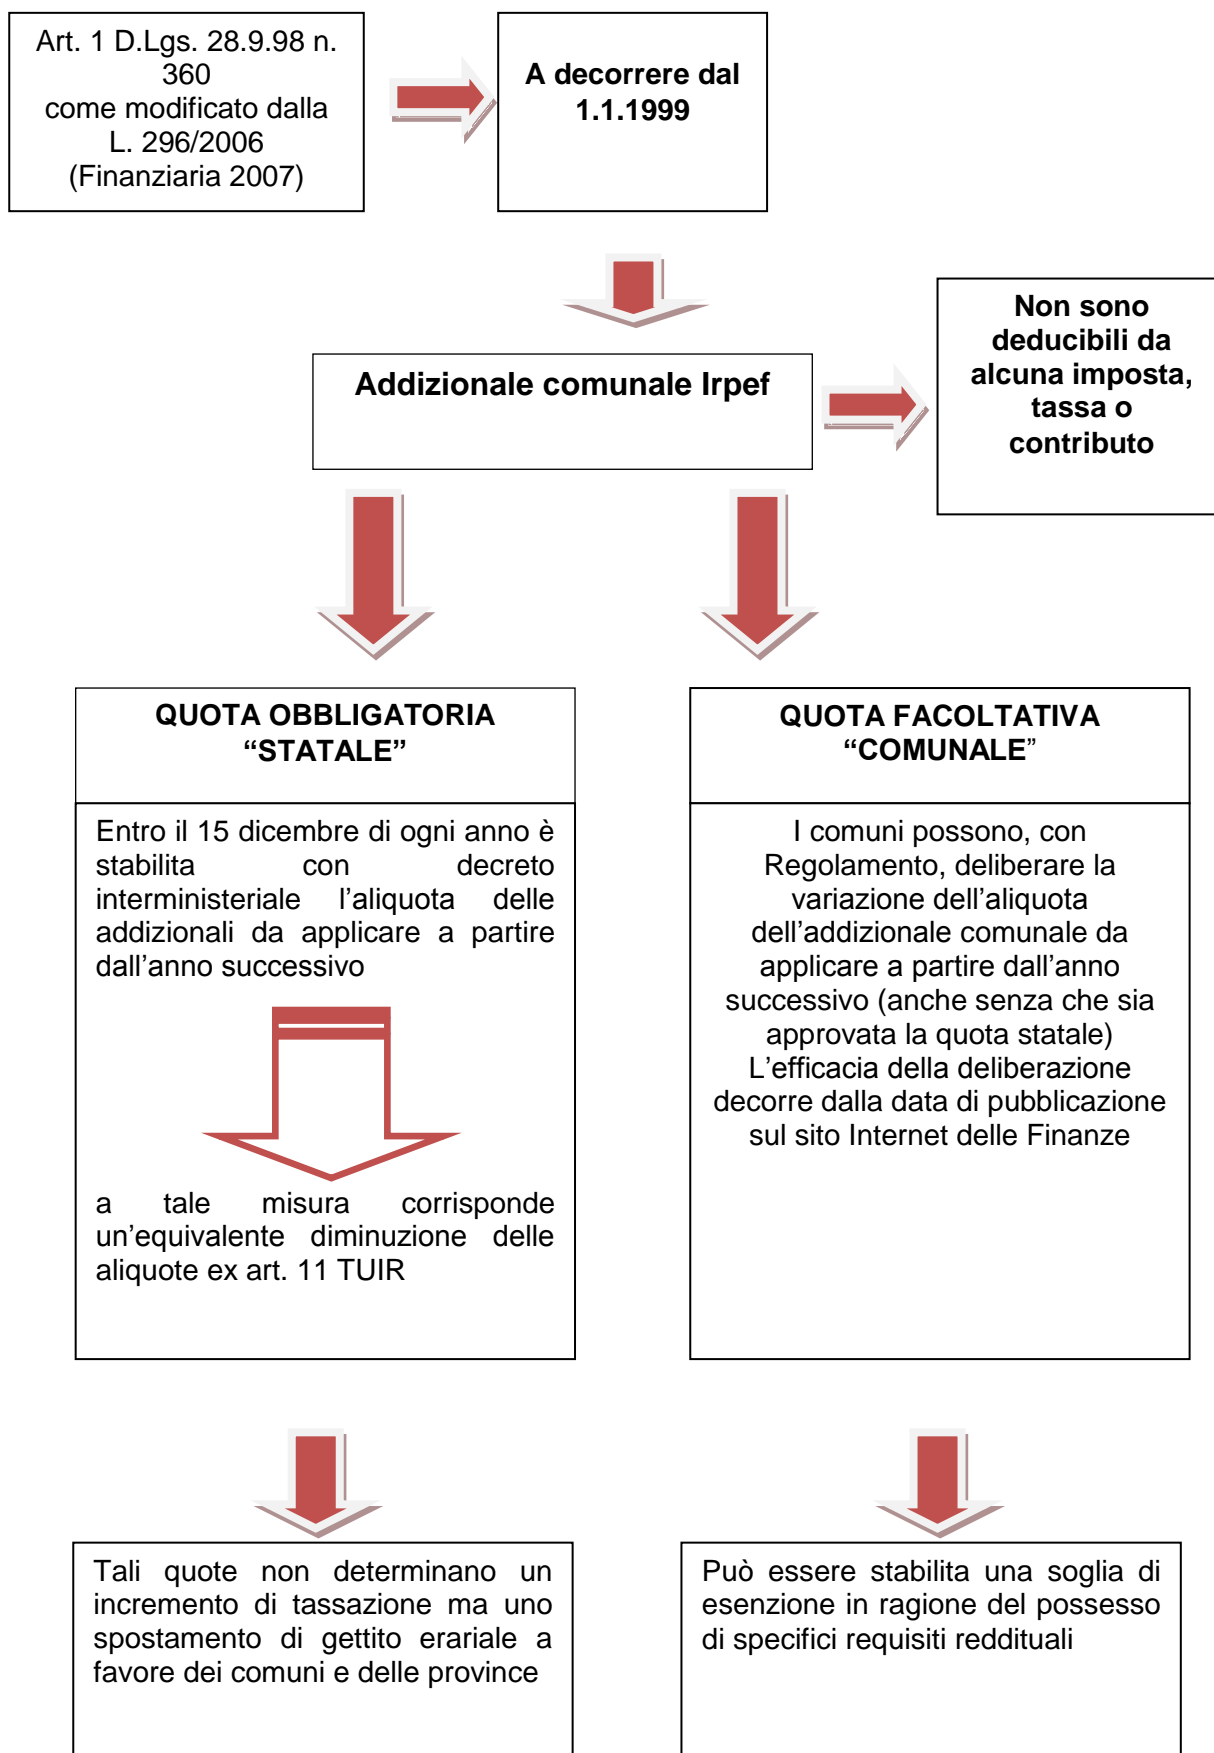 Art. 1 D.Lgs. 28.9.98 n.
360
come modificato dalla
L. 296/2006
(Finanziaria 2007)
A decorrere dal
1.1.1999
Addizionale comunale Irpef
Non sono
deducibili da
alcuna imposta,
tassa o
contributo
QUOTA OBBLIGATORIA
“STATALE”
Entro il 15 dicembre di ogni anno è
stabilita con decreto
interministeriale l’aliquota delle
addizionali da applicare a partire
dall’anno successivo
a tale misura corrisponde
un’equivalente diminuzione delle
aliquote ex art. 11 TUIR
QUOTA FACOLTATIVA
“COMUNALE”
I comuni possono, con
Regolamento, deliberare la
variazione dell’aliquota
dell’addizionale comunale da
applicare a partire dall’anno
successivo (anche senza che sia
approvata la quota statale)
L’efficacia della deliberazione
decorre dalla data di pubblicazione
sul sito Internet delle Finanze
Tali quote non determinano un
incremento di tassazione ma uno
spostamento di gettito erariale a
favore dei comuni e delle province
Può essere stabilita una soglia di
esenzione in ragione del possesso
di specifici requisiti reddituali